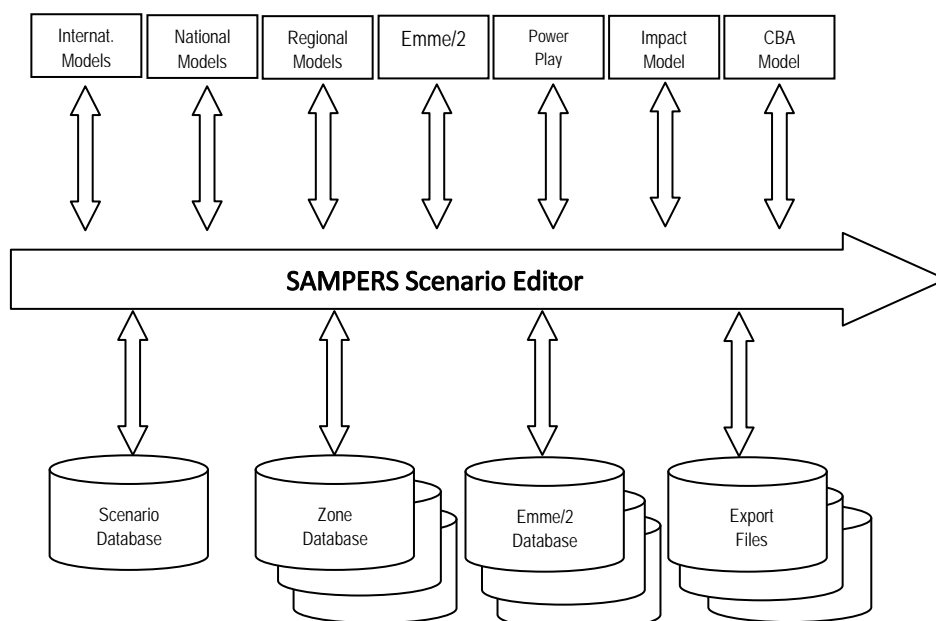 Internat.
Models
National
Models
Regional
Models
Emme/2
Power
Play
Impact
Model
CBA
Model
SAMPERS Scenario Editor
Scenario
Database
Zone
Database
Emme/2
Database
Export
Files